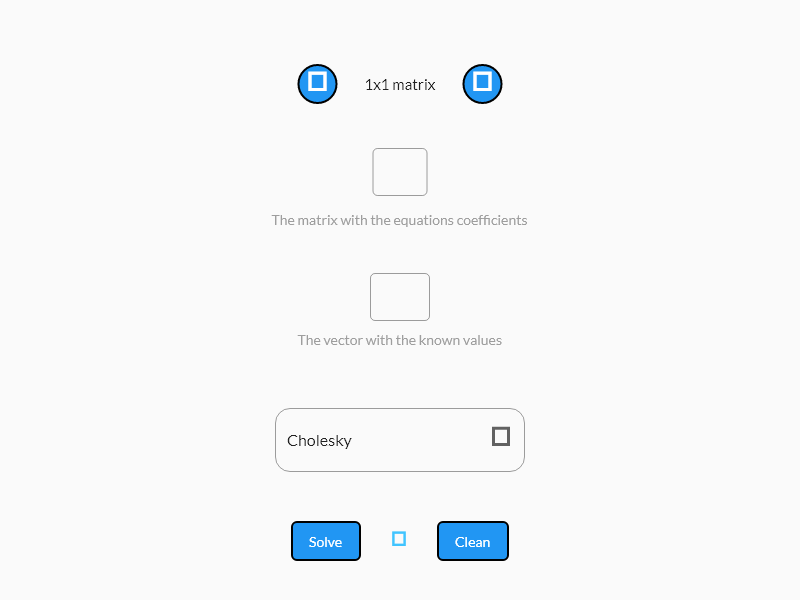 1x1 matrix
The matrix with the equations coefficients
The vector with the known values
Cholesky
Solve
Clean